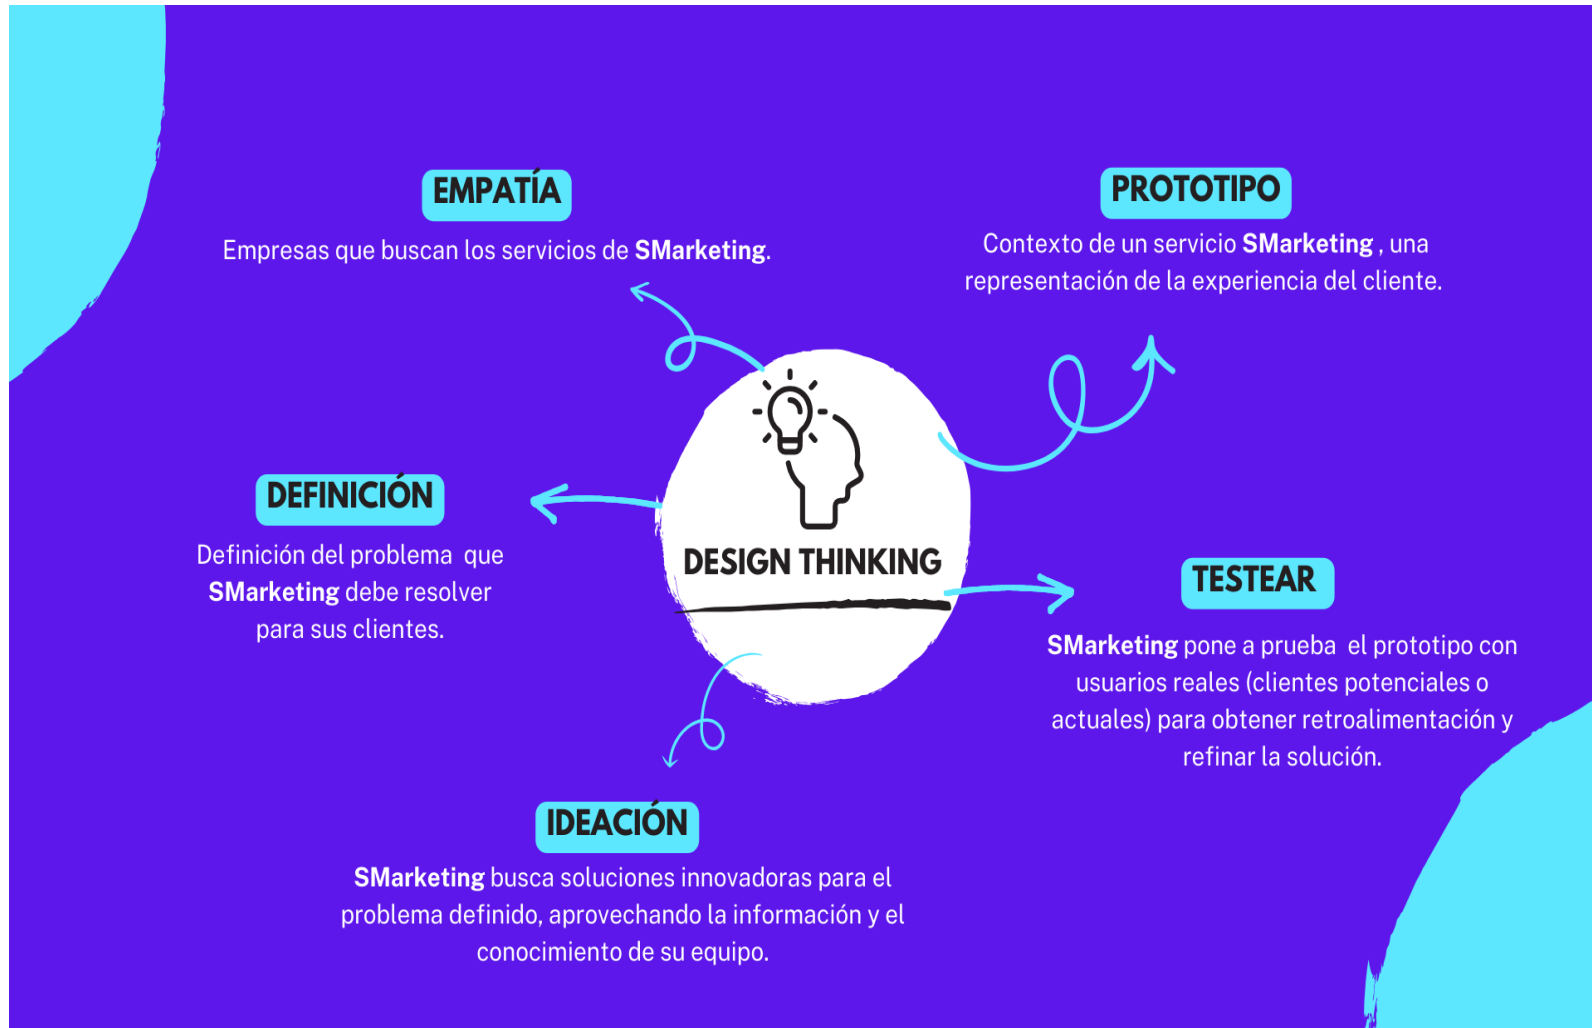 EMPATÍA
Empresas que buscan los servicios de SMarketing.
DEFINICIÓN
Definición del problema que
SMarketing debe resolver
para sus clientes.
IDEACIÓN
SMarketing busca soluciones innovadoras para el
problema definido, aprovechando la información y el
conocimiento de su equipo.
DESIGN THINKING
PROTOTIPO
Contexto de un servicio SMarketing , una
representación de la experiencia del cliente.
TESTEAR
SMarketing pone a prueba el prototipo con
usuarios reales (clientes potenciales o
actuales) para obtener retroalimentación y
refinar la solución.